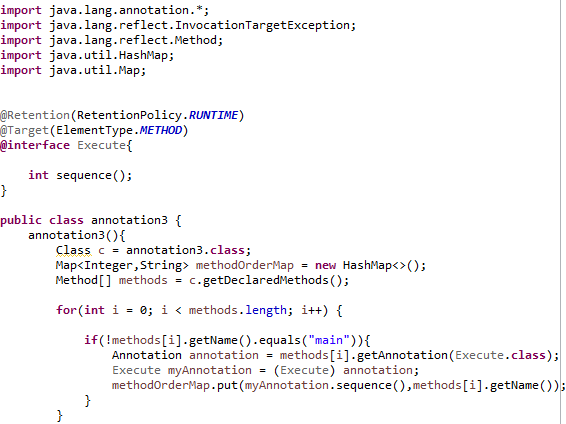 import java.lang.annotation.*;
import java.lang.reflect.InvocationTargetException;
import java.lang.reflect.Method;
import java.util.HashMap;
import java.util.Map;
@Retention(RetentionPolicy.RUNTIME)
@Target(ElementType.METHOD)
@interface Execute{
int sequence();
}
public class annotation3 {
annotation3(){
Class c = annotation3.class;
Map<Integer,String> methodOrderMap = new HashMap<>();
Method[] methods = c.getDeclaredMethods();
for(int i = 0; i < methods.length; i++) {
if(!methods[i].getName().equals("main")){
Annotation annotation = methods[i].getAnnotation(Execute.class);
Execute myAnnotation = (Execute) annotation;
methodOrderMap.put(myAnnotation.sequence(),methods[i].getName());
}
}